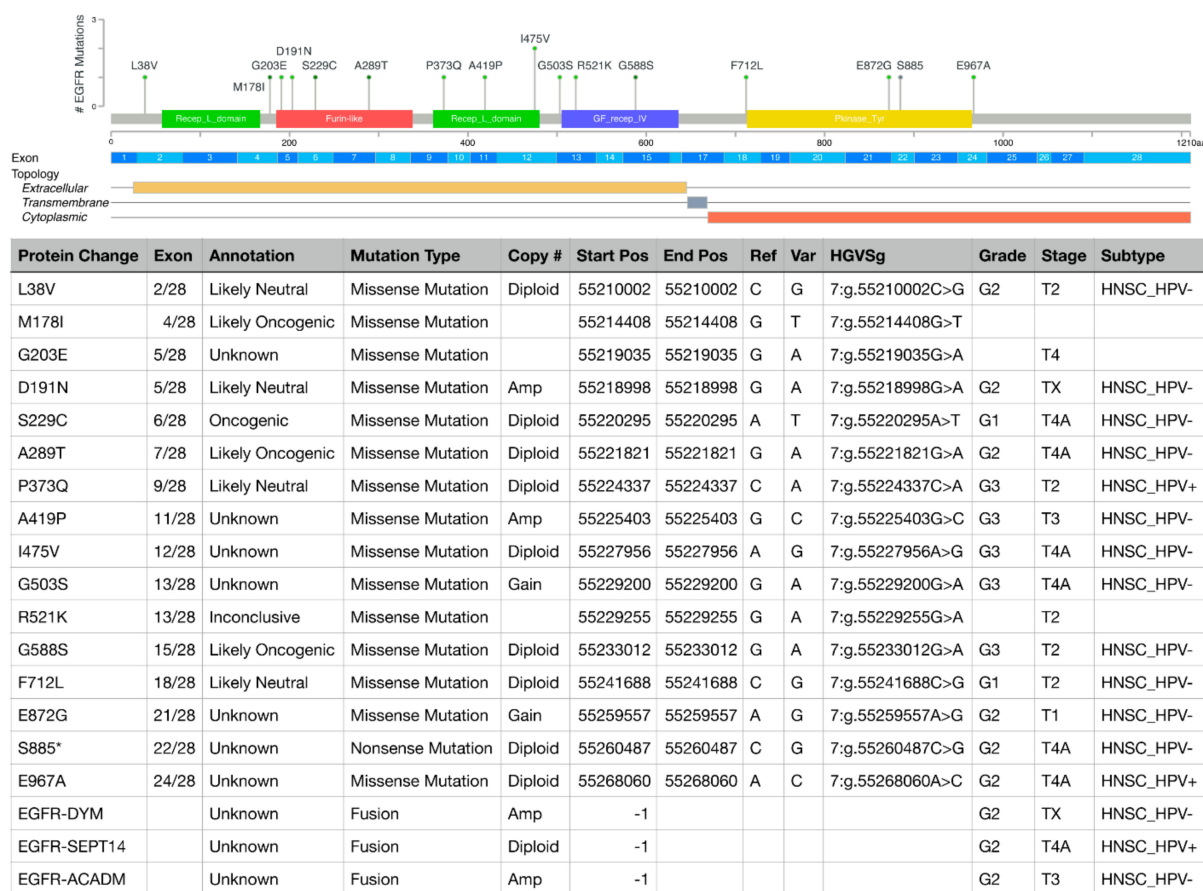 # EGFR Mutations
3
0
I475V
D191N
L38V
G203E
S229C
A289T
P373Q
A419P
G503S
R521K
G588S
F712L
E872G
S885
E967A
M178I
Recep_L_domain
Furin-like
Recep_L_domain
GF_recep_IV
Pkinase_Tyr
0 200 400 600 800 1000 1210aa
Exon 1 2 3 4 5 6 7 8 9 10 11 12 13 14 15 17 18 19 20 21 22 23 24 25 26 27 28
Topology
Extracellular
Transmembrane
Cytoplasmic
Protein Change Exon Annotation Mutation Type Copy # Start Pos End Pos Ref Var HGVSg Grade Stage Subtype
L38V 2/28 Likely Neutral Missense Mutation Diploid 55210002 55210002 C G 7:g.55210002C>G G2 T2 HNSC_HPV-
M178I 4/28 Likely Oncogenic Missense Mutation 55214408 55214408 G T 7:g.55214408G>T
G203E 5/28 Unknown Missense Mutation 55219035 55219035 G A 7:g.55219035G>A T4
D191N 5/28 Likely Neutral Missense Mutation Amp 55218998 55218998 G A 7:g.55218998G>A G2 TX HNSC_HPV-
S229C 6/28 Oncogenic Missense Mutation Diploid 55220295 55220295 A T 7:g.55220295A>T G1 T4A HNSC_HPV-
A289T 7/28 Likely Oncogenic Missense Mutation Diploid 55221821 55221821 G A 7:g.55221821G>A G2 T4A HNSC_HPV-
P373Q 9/28 Likely Neutral Missense Mutation Diploid 55224337 55224337 C A 7:g.55224337C>A G3 T2 HNSC_HPV+
A419P 11/28 Unknown Missense Mutation Amp 55225403 55225403 G C 7:g.55225403G>C G3 T3 HNSC_HPV-
I475V 12/28 Unknown Missense Mutation Diploid 55227956 55227956 A G 7:g.55227956A>G G3 T4A HNSC_HPV-
G503S 13/28 Unknown Missense Mutation Gain 55229200 55229200 G A 7:g.55229200G>A G3 T4A HNSC_HPV-
R521K 13/28 Inconclusive Missense Mutation 55229255 55229255 G A 7:g.55229255G>A T2
G588S 15/28 Likely Oncogenic Missense Mutation Diploid 55233012 55233012 G A 7:g.55233012G>A G3 T2 HNSC_HPV-
F712L 18/28 Likely Neutral Missense Mutation Diploid 55241688 55241688 C G 7:g.55241688C>G G1 T2 HNSC_HPV-
E872G 21/28 Unknown Missense Mutation Gain 55259557 55259557 A G 7:g.55259557A>G G2 T1 HNSC_HPV-
S885* 22/28 Unknown Nonsense Mutation Diploid 55260487 55260487 C G 7:g.55260487C>G G2 T4A HNSC_HPV-
E967A 24/28 Unknown Missense Mutation Diploid 55268060 55268060 A C 7:g.55268060A>C G2 T4A HNSC_HPV+
EGFR-DYM Unknown Fusion Amp -1 G2 TX HNSC_HPV-
EGFR-SEPT14 Unknown Fusion Diploid -1 G2 T4A HNSC_HPV+
EGFR-ACADM Unknown Fusion Amp -1 G2 T3 HNSC_HPV-